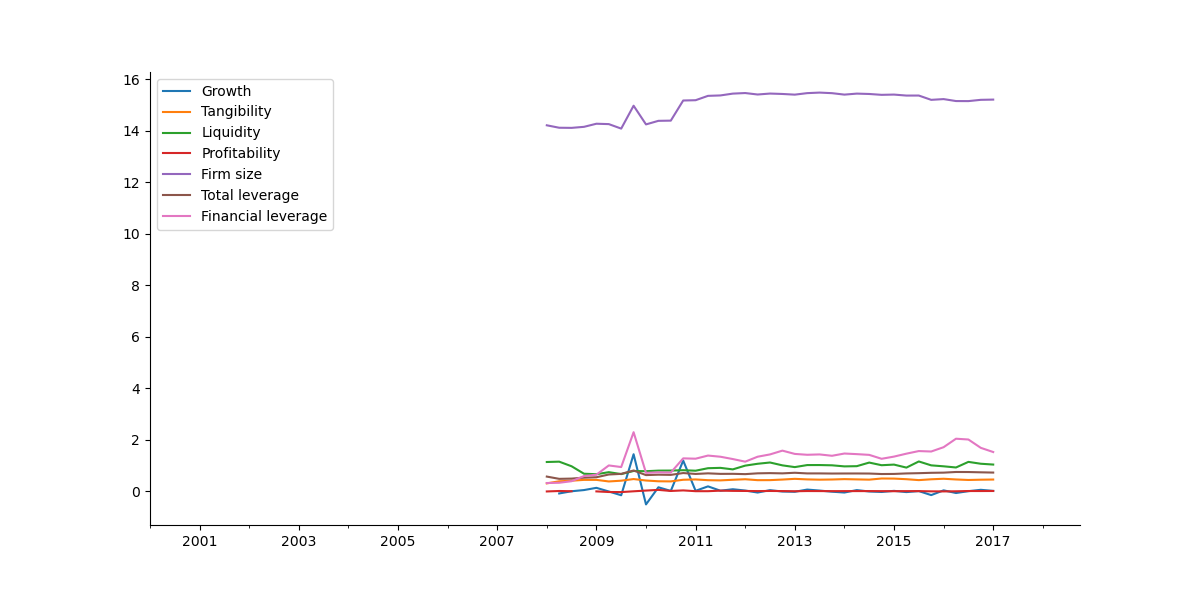 16
14
12
10
8
6
4
2
0
Growth
Tangibility
Liquidity
Profitability
Firm size
Total leverage
Financial leverage
2001 2003 2005 2007 2009 2011 2013 2015 2017